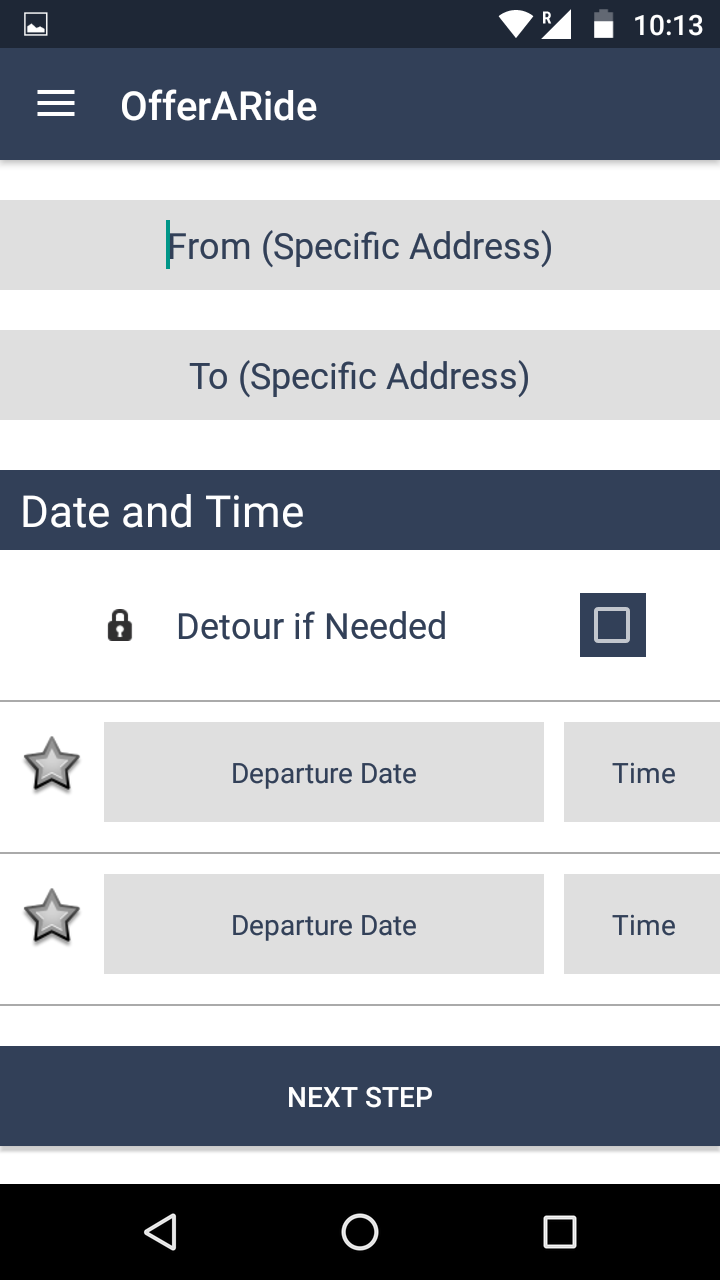 R
10:13
OfferARide
From (Specific Address)
To (Specific Address)
Date and Time
Detour if Needed
Departure Date
Time
Departure Date
Time
NEXT STEP